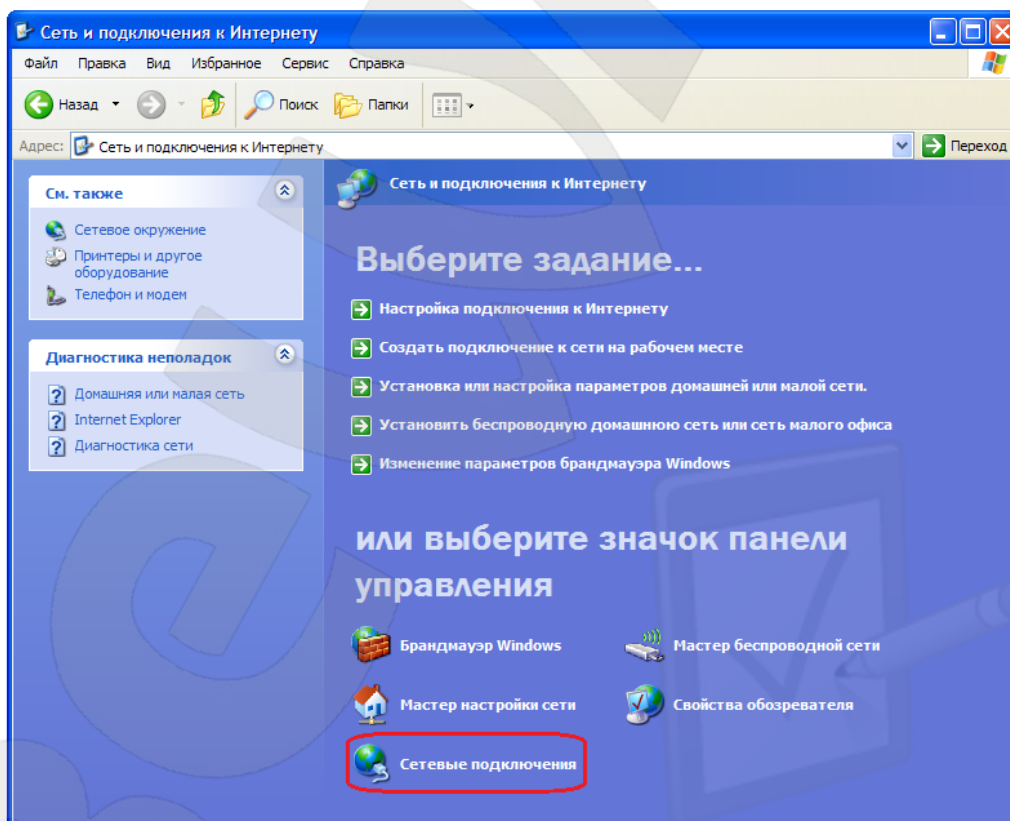 Сеть и подключения к Интернету
Файл Правка Вид Избранное Сервис Справка
Назад Поиск Папки
Адрес: Сеть и подключения к Интернету Переход
См. также
Сетевое окружение
Принтеры и другое
оборудование
Телефон и модем
Диагностика неполадок
Домашняя или малая сеть
Internet Explorer
Диагностика сети
Сеть и подключения к Интернету
Выберите задание...
Настройка подключения к Интернету
Создать подключение к сети на рабочем месте
Установка или настройка параметров домашней или малой сети.
Установить беспроводную домашнюю сеть или сеть малого офиса
Изменение параметров брандмауэра Windows
или выберите значок панели
управления
Брандмауэр Windows Мастер беспроводной сети
Мастер настройки сети Свойства обозревателя
Сетевые подключения